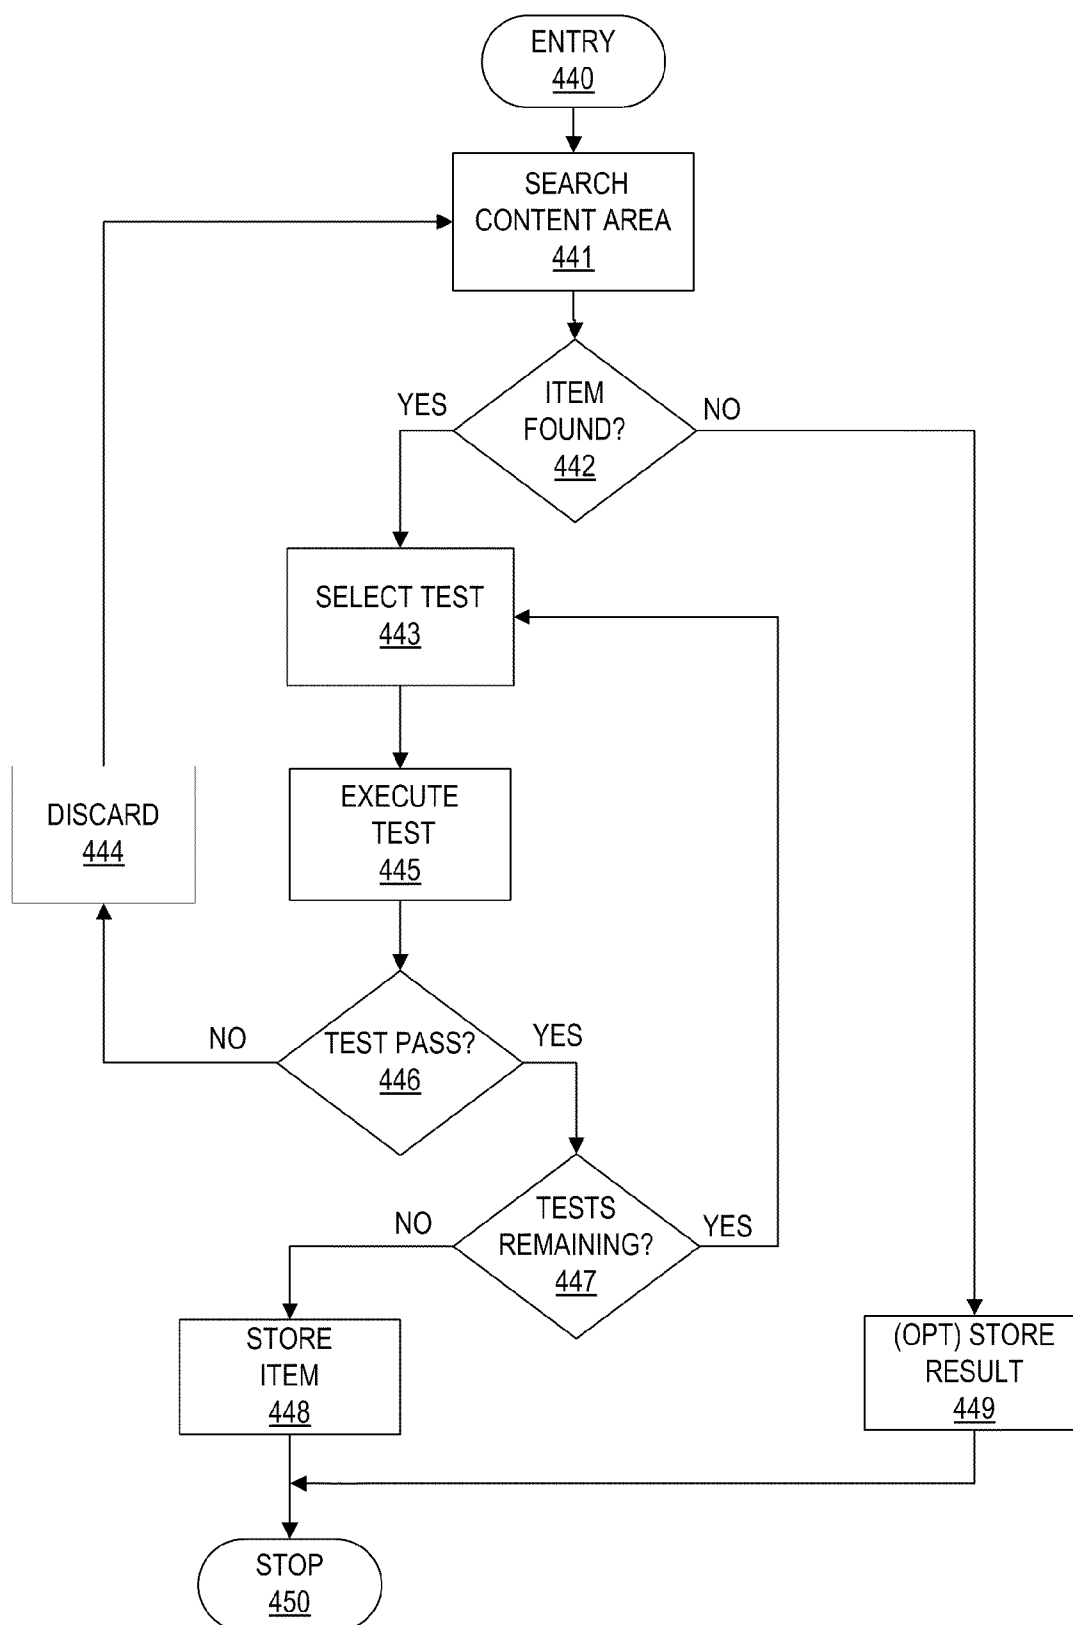 ENTRY
440
SEARCH
CONTENT AREA
441
YES
ITEM
FOUND?
442
NO
SELECT TEST
443
DISCARD
444
EXECUTE
TEST
445
NO
TEST PASS?
446
YES
NO
TESTS
REMAINING?
447
YES
STORE
ITEM
448
(OPT) STORE
RESULT
449
STOP
450